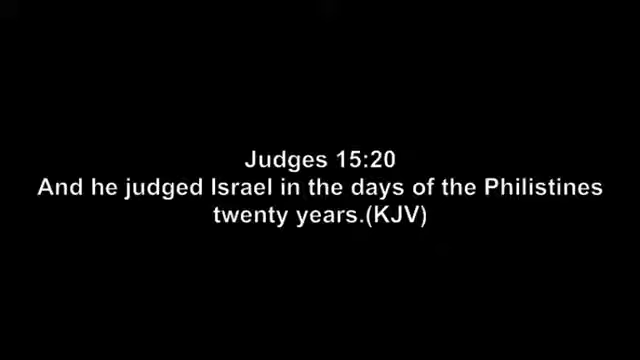 Judges 15:20
And he judged Israel in the days of the Philistines
twenty years.(KJV)